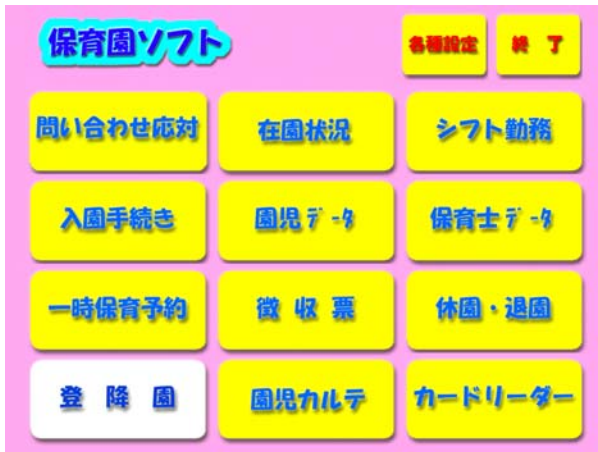 保育園ソフト
各種設定 終 了
問い合わせ応対 在園状況 シフト勤務
入園手続き 園児データ 保育士データ
一時保育予約 徴 収 票 休園・退園
登 降 園 園児カルテ カードリーダー